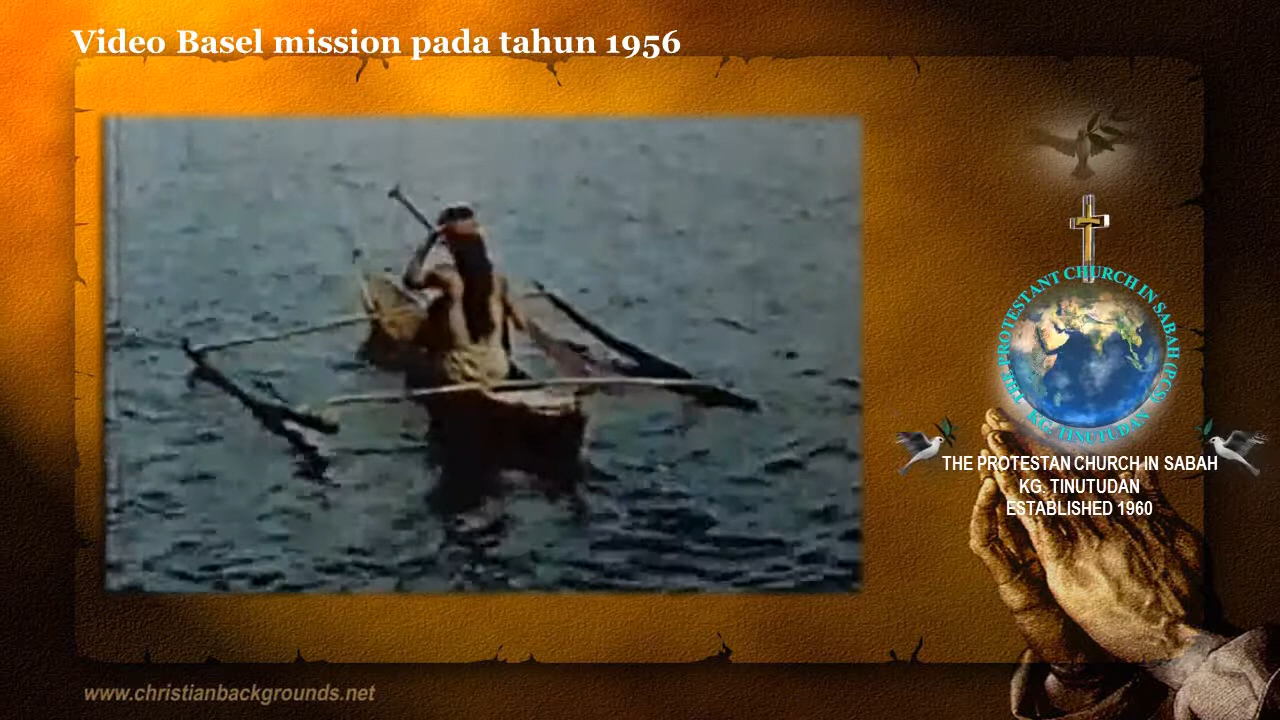 Video Basel mission pada tahun 1956
THE PROTESTANT CHURCH IN SABAH (PCS)
KG. TINUTUDAN
THE PROTESTAN CHURCH IN SABAH
KG. TINUTUDAN
ESTABLISHED 1960
www.christianbackgrounds.net